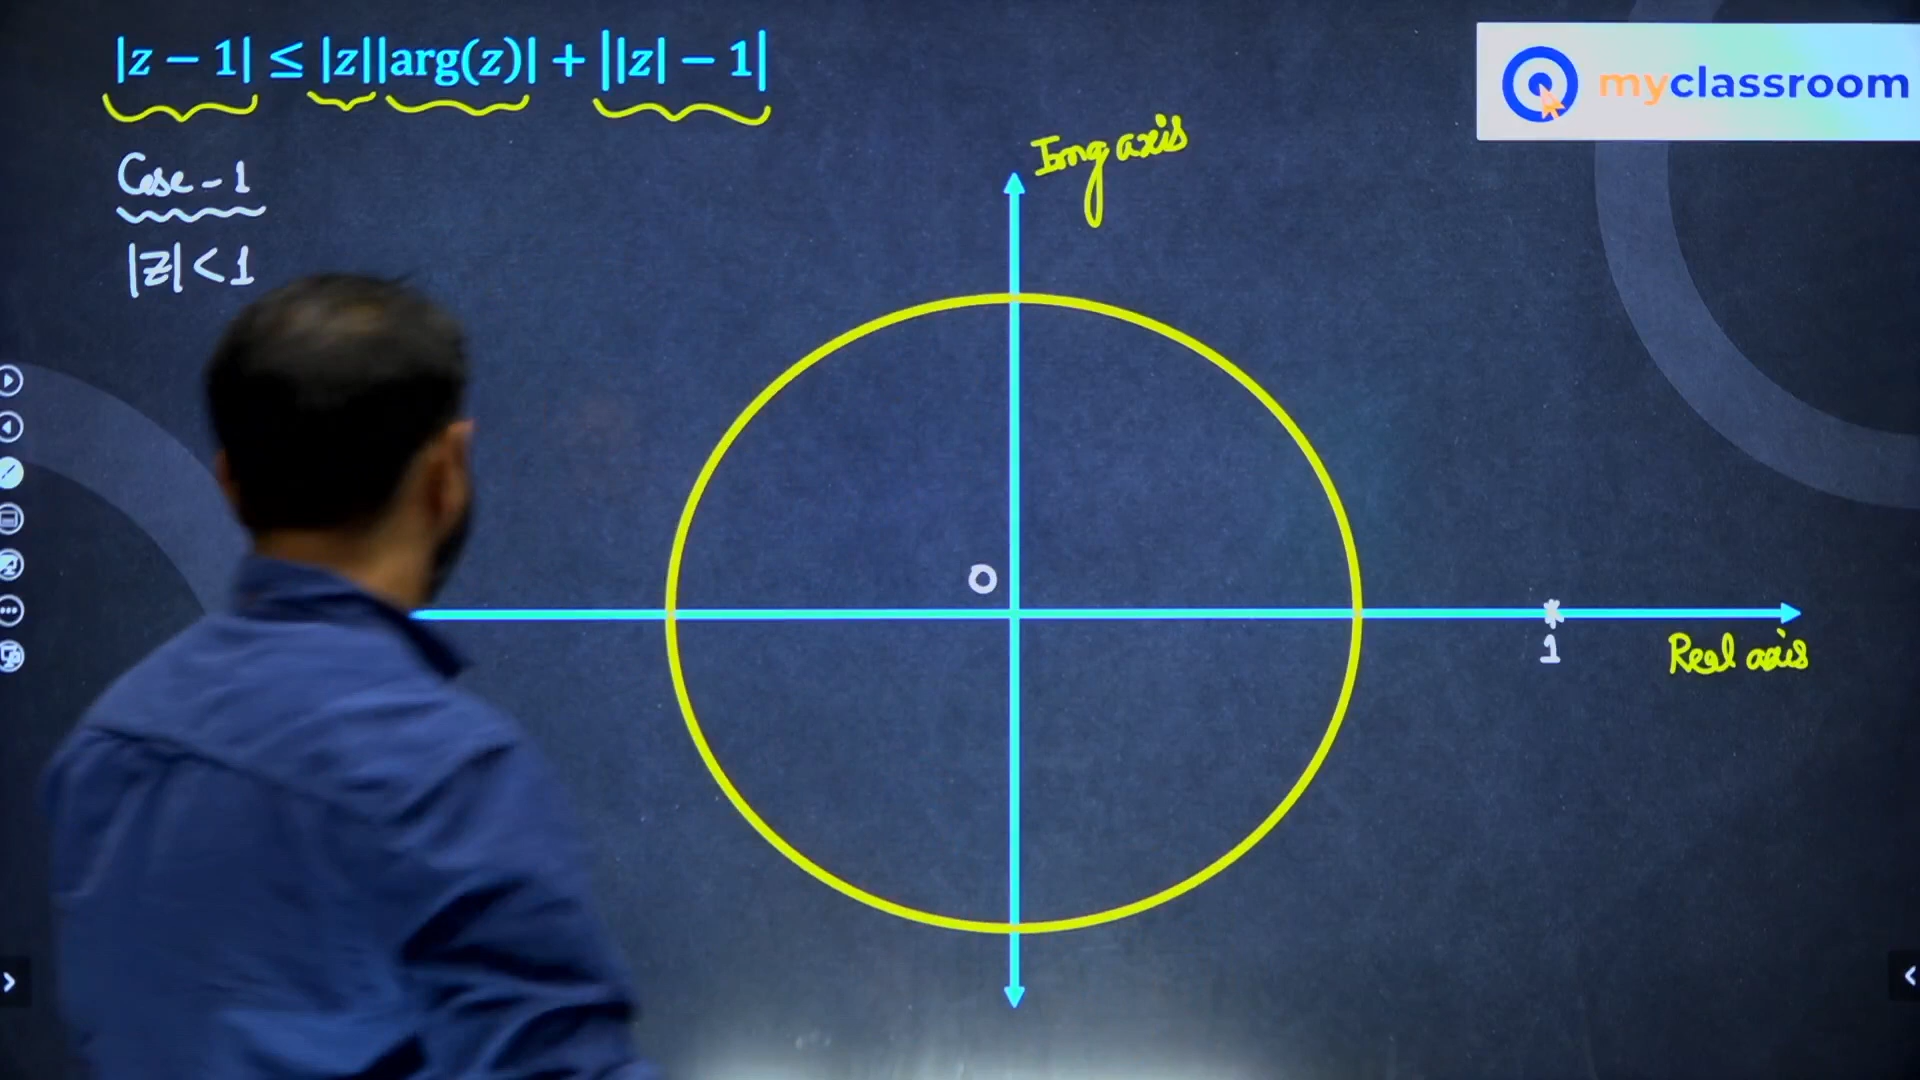 |z − 1| ≤ |z||arg(z)| + ||z| − 1|
myclassroom
Case - 1
|Z| < 1
Img axis
O
1
Real axis